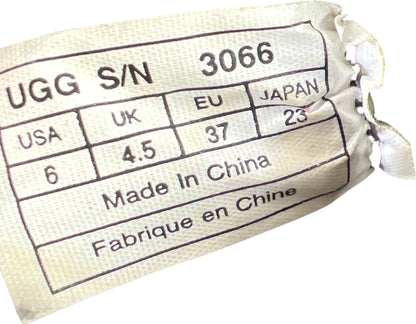 UGG S/N 3066
USA UK EU JAPAN
6 4.5 37 23
Made In China
Fabrique en Chine